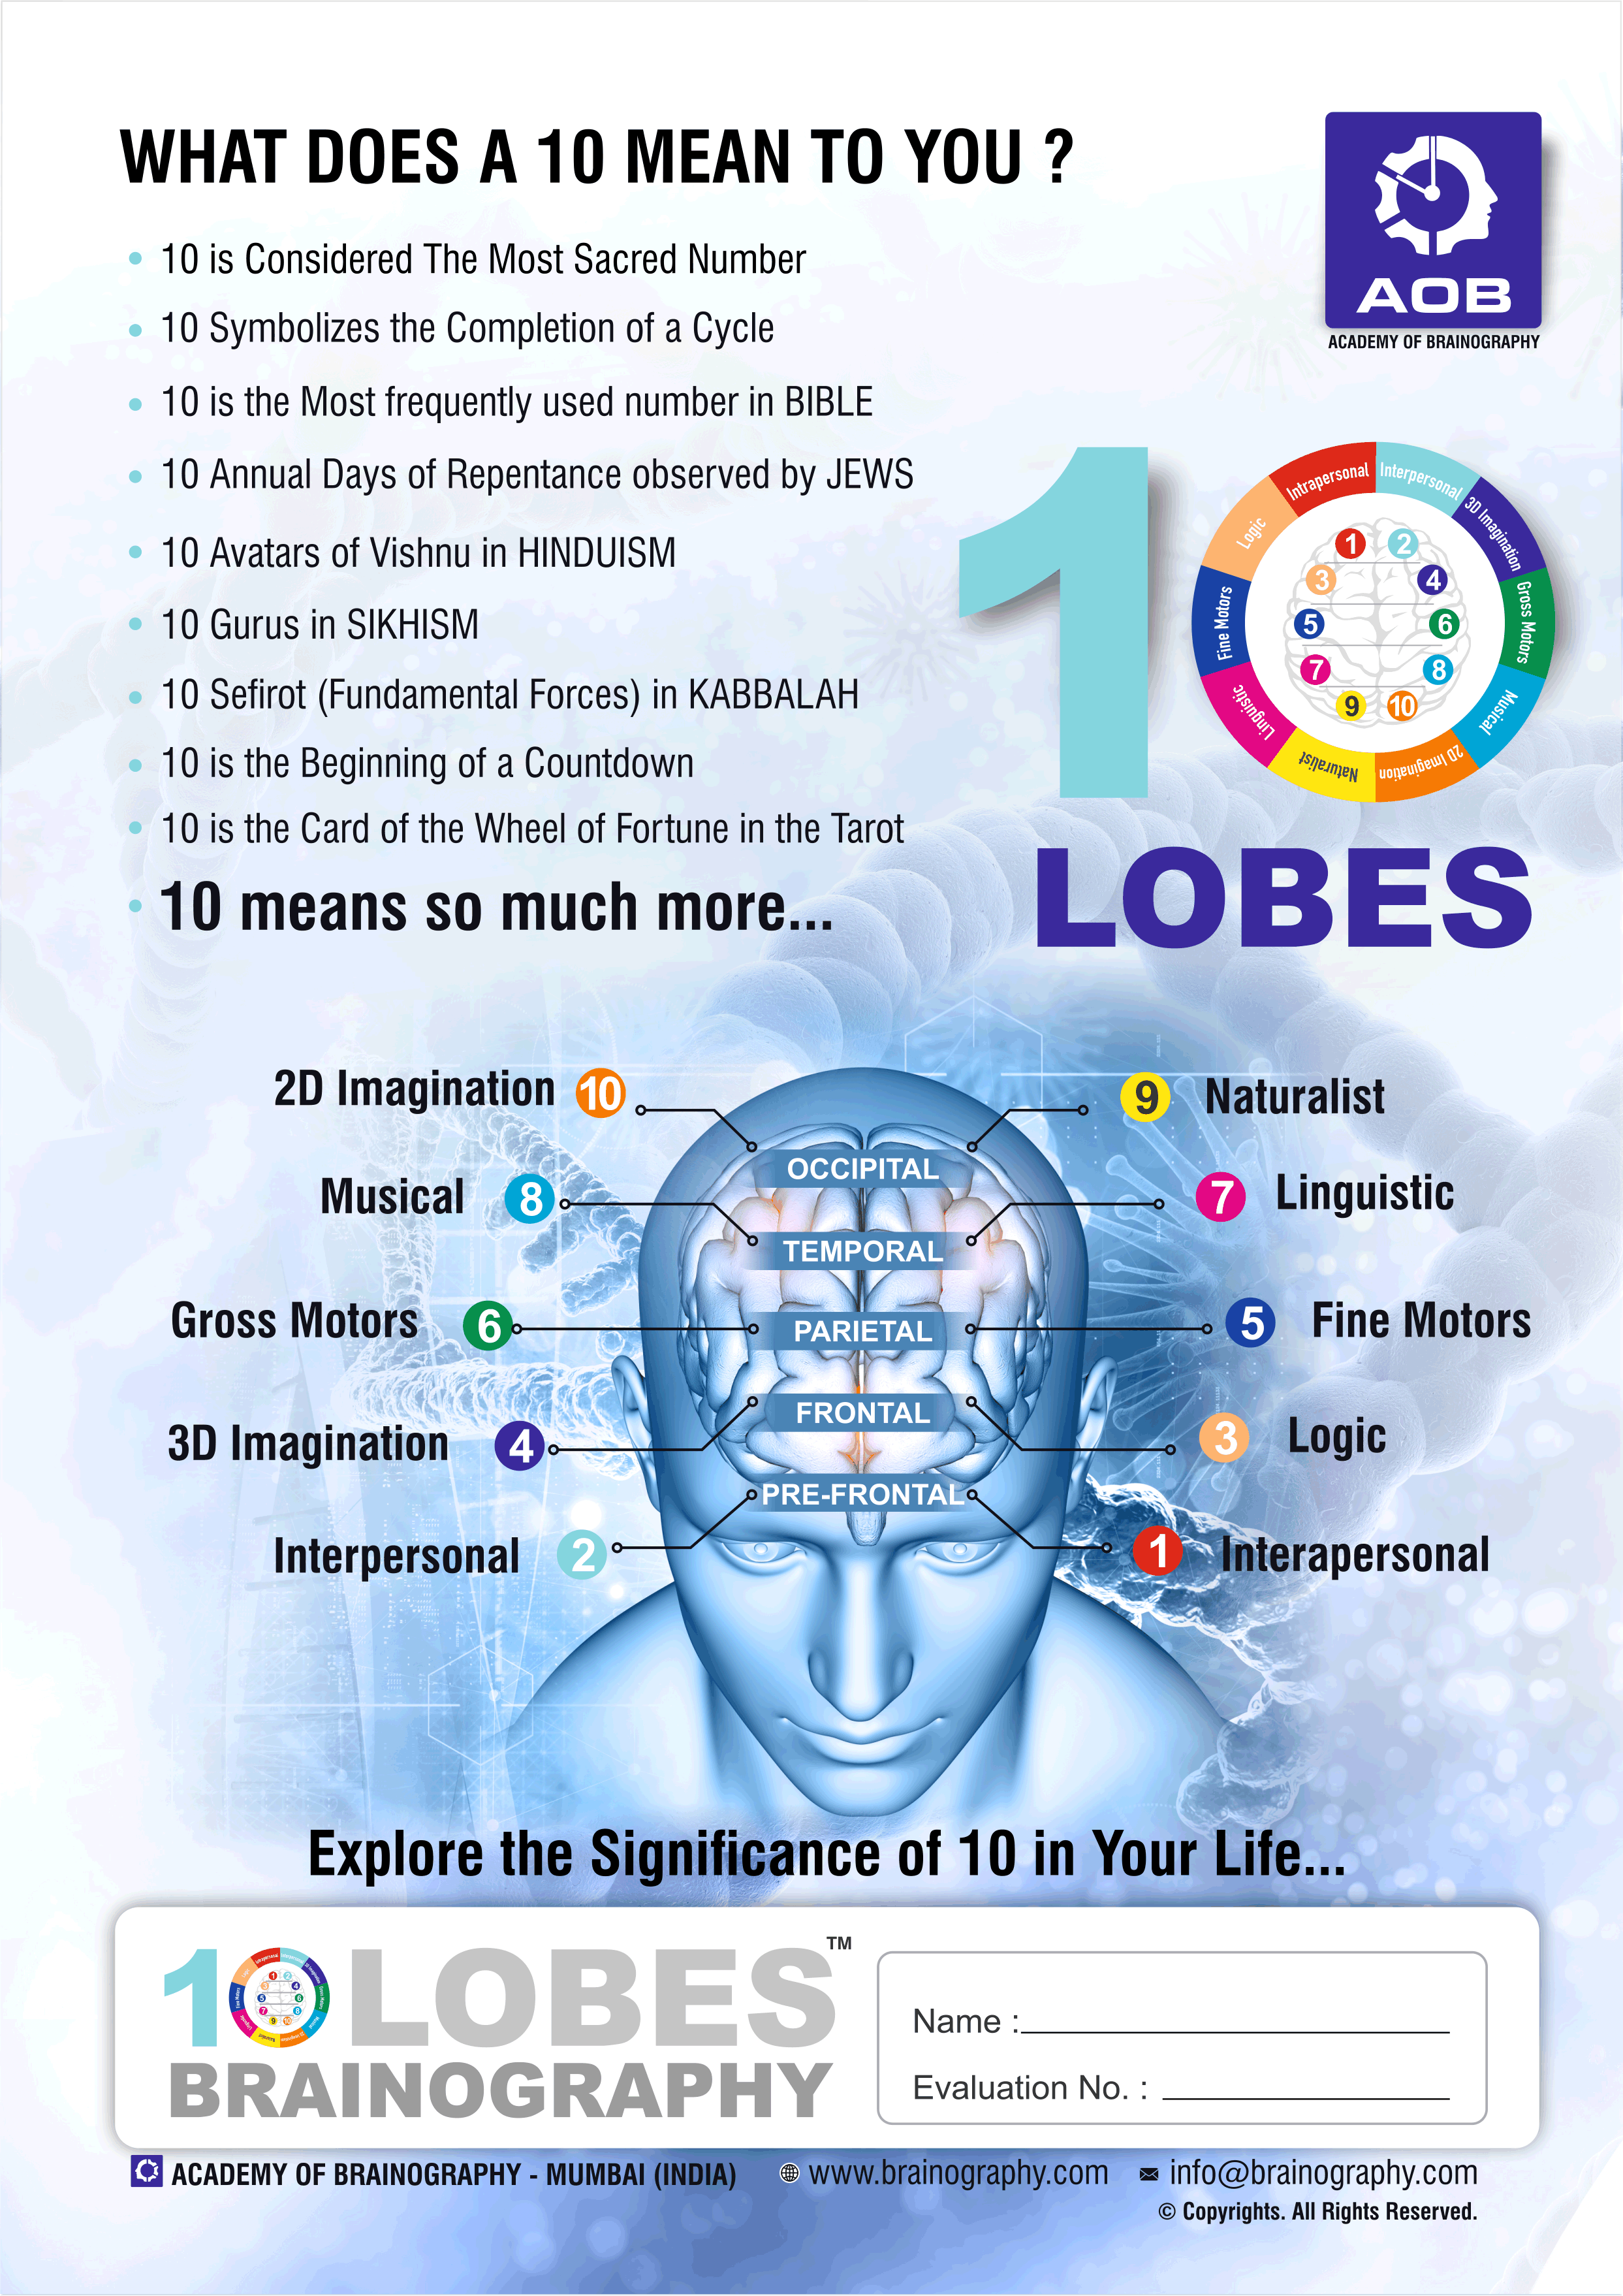 WHAT DOES A 10 MEAN TO YOU ?
10 is Considered The Most Sacred Number
10 Symbolizes the Completion of a Cycle
10 is the Most frequently used number in BIBLE
10 Annual Days of Repentance observed by JEWS
10 Avatars of Vishnu in HINDUISM
10 Gurus in SIKHISM
10 Sefirot (Fundamental Forces) in KABBALAH
10 is the Beginning of a Countdown
10 is the Card of the Wheel of Fortune in the Tarot
10 means so much more...
AOB
ACADEMY OF BRAINOGRAPHY
1
Intrapersonal
Interpersonal
3D Imagination
Gross Motors
Musical
2D Imagination
Naturalist
Linguistic
Fine Motors
Logic
1 2
3 4
5 6
7 8
9 10
LOBES
2D Imagination 10 OCCIPITAL 9 Naturalist
Musical 8 TEMPORAL 7 Linguistic
Gross Motors 6 PARIETAL 5 Fine Motors
3D Imagination 4 FRONTAL 3 Logic
Interpersonal 2 PRE-FRONTAL 1 Interapersonal
Explore the Significance of 10 in Your Life...
1 LOBES TM
BRAINOGRAPHY
Name :
Evaluation No. :
ACADEMY OF BRAINOGRAPHY - MUMBAI (INDIA) www.brainography.com info@brainography.com
© Copyrights. All Rights Reserved.